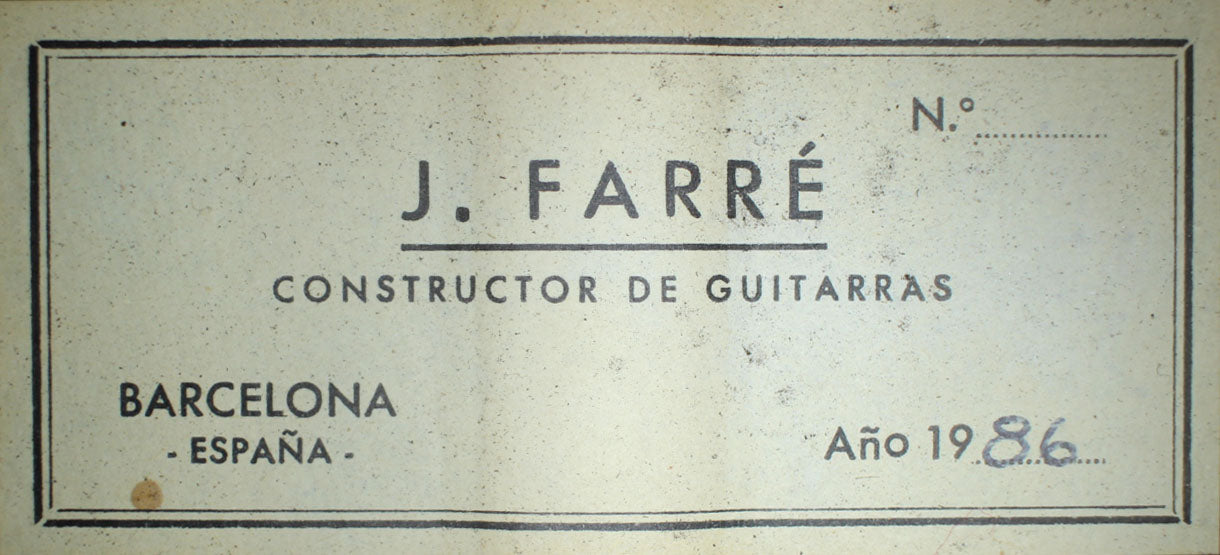 N.º
J. FARRÉ
CONSTRUCTOR DE GUITARRAS
BARCELONA
- ESPAÑA -
Año 1986